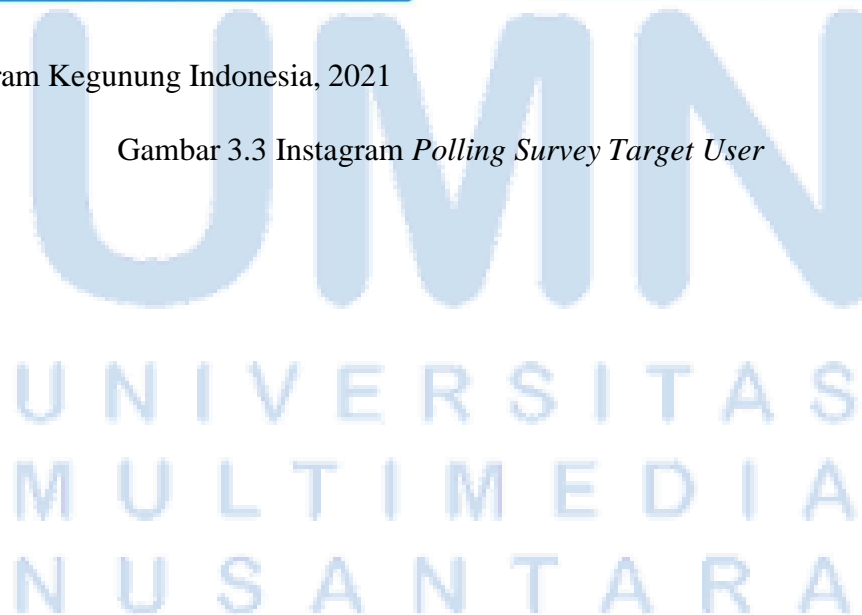 ram Kegunung Indonesia, 2021
Gambar 3.3 Instagram Polling Survey Target User
UMN
UNIVERSITAS
MULTIMEDIA
NUSANTARA